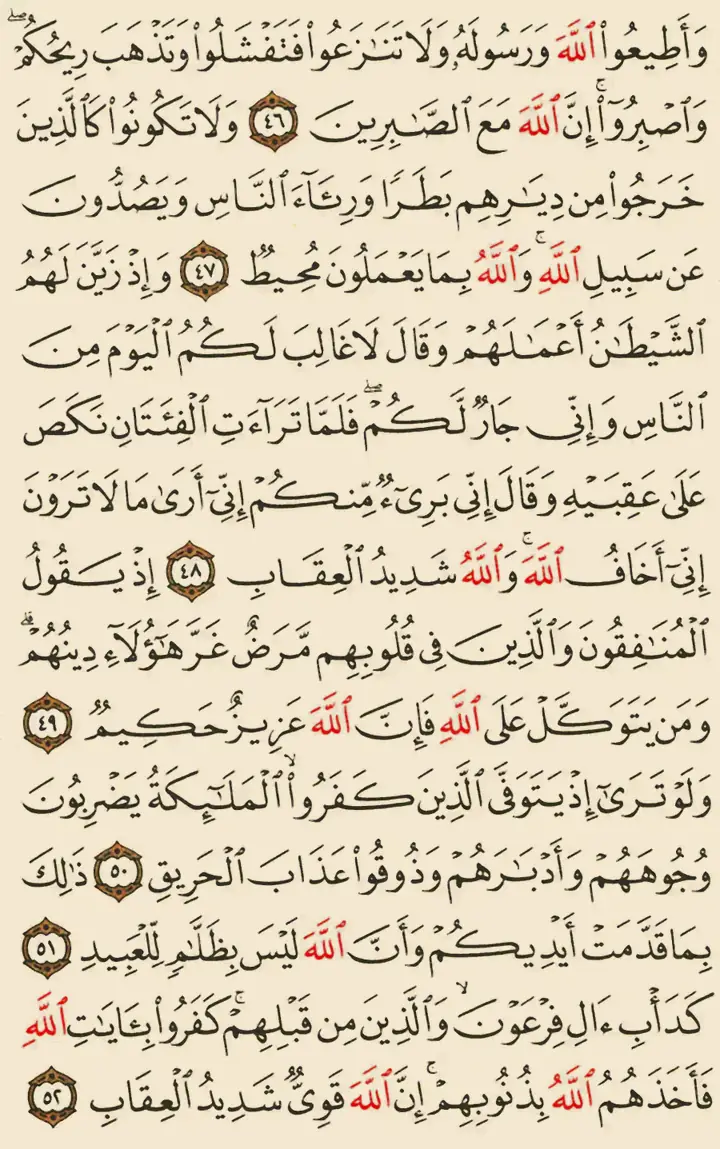 وَأَطِيعُوا۟ ٱللَّهَ وَرَسُولَهُۥ وَلَا تَنَٰزَعُوا۟ فَتَفْشَلُوا۟ وَتَذْهَبَ رِيحُكُمْ ۖ
وَٱصْبِرُوٓا۟ ۚ إِنَّ ٱللَّهَ مَعَ ٱلصَّٰبِرِينَ ٤٦ وَلَا تَكُونُوا۟ كَٱلَّذِينَ
خَرَجُوا۟ مِن دِيَٰرِهِم بَطَرًا وَرِئَآءَ ٱلنَّاسِ وَيَصُدُّونَ
عَن سَبِيلِ ٱللَّهِ ۚ وَٱللَّهُ بِمَا يَعْمَلُونَ مُحِيطٌ ٤٧ وَإِذْ زَيَّنَ لَهُمُ
ٱلشَّيْطَٰنُ أَعْمَٰلَهُمْ وَقَالَ لَا غَالِبَ لَكُمُ ٱلْيَوْمَ مِنَ
ٱلنَّاسِ وَإِنِّى جَارٌ لَّكُمْ ۖ فَلَمَّا تَرَآءَتِ ٱلْفِئَتَانِ نَكَصَ
عَلَىٰ عَقِبَيْهِ وَقَالَ إِنِّى بَرِىٓءٌ مِّنكُمْ إِنِّىٓ أَرَىٰ مَا لَا تَرَوْنَ
إِنِّىٓ أَخَافُ ٱللَّهَ ۚ وَٱللَّهُ شَدِيدُ ٱلْعِقَابِ ٤٨ إِذْ يَقُولُ
ٱلْمُنَٰفِقُونَ وَٱلَّذِينَ فِى قُلُوبِهِم مَّرَضٌ غَرَّ هَٰٓؤُلَآءِ دِينُهُمْ ۗ
وَمَن يَتَوَكَّلْ عَلَى ٱللَّهِ فَإِنَّ ٱللَّهَ عَزِيزٌ حَكِيمٌ ٤٩
وَلَوْ تَرَىٰٓ إِذْ يَتَوَفَّى ٱلَّذِينَ كَفَرُوا۟ ۙ ٱلْمَلَٰٓئِكَةُ يَضْرِبُونَ
وُجُوهَهُمْ وَأَدْبَٰرَهُمْ وَذُوقُوا۟ عَذَابَ ٱلْحَرِيقِ ٥٠ ذَٰلِكَ
بِمَا قَدَّمَتْ أَيْدِيكُمْ وَأَنَّ ٱللَّهَ لَيْسَ بِظَلَّٰمٍ لِّلْعَبِيدِ ٥١
كَدَأْبِ ءَالِ فِرْعَوْنَ ۙ وَٱلَّذِينَ مِن قَبْلِهِمْ ۚ كَفَرُوا۟ بِـَٔايَٰتِ ٱللَّهِ
فَأَخَذَهُمُ ٱللَّهُ بِذُنُوبِهِمْ ۚ إِنَّ ٱللَّهَ قَوِىٌّ شَدِيدُ ٱلْعِقَابِ ٥٢